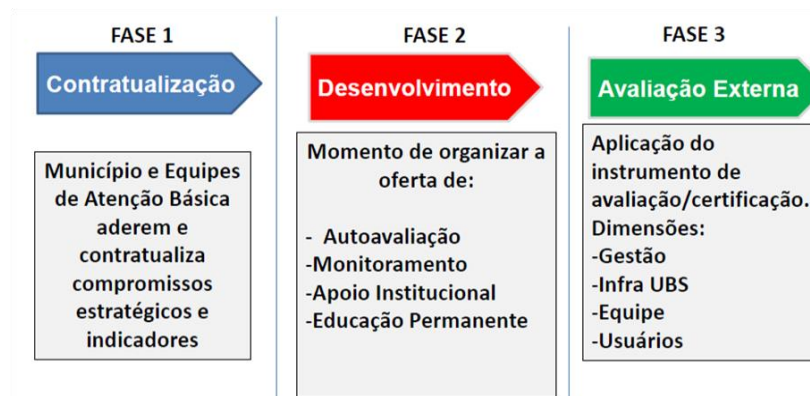 FASE 1
Contratualização
Município e Equipes
de Atenção Básica
aderem e
contratualiza
compromissos
estratégicos e
indicadores
FASE 2
Desenvolvimento
Momento de organizar a
oferta de:
- Autoavaliação
-Monitoramento
-Apoio Institucional
-Educação Permanente
FASE 3
Avaliação Externa
Aplicação do
instrumento de
avaliação/certificação.
Dimensões:
-Gestão
-Infra UBS
-Equipe
-Usuários